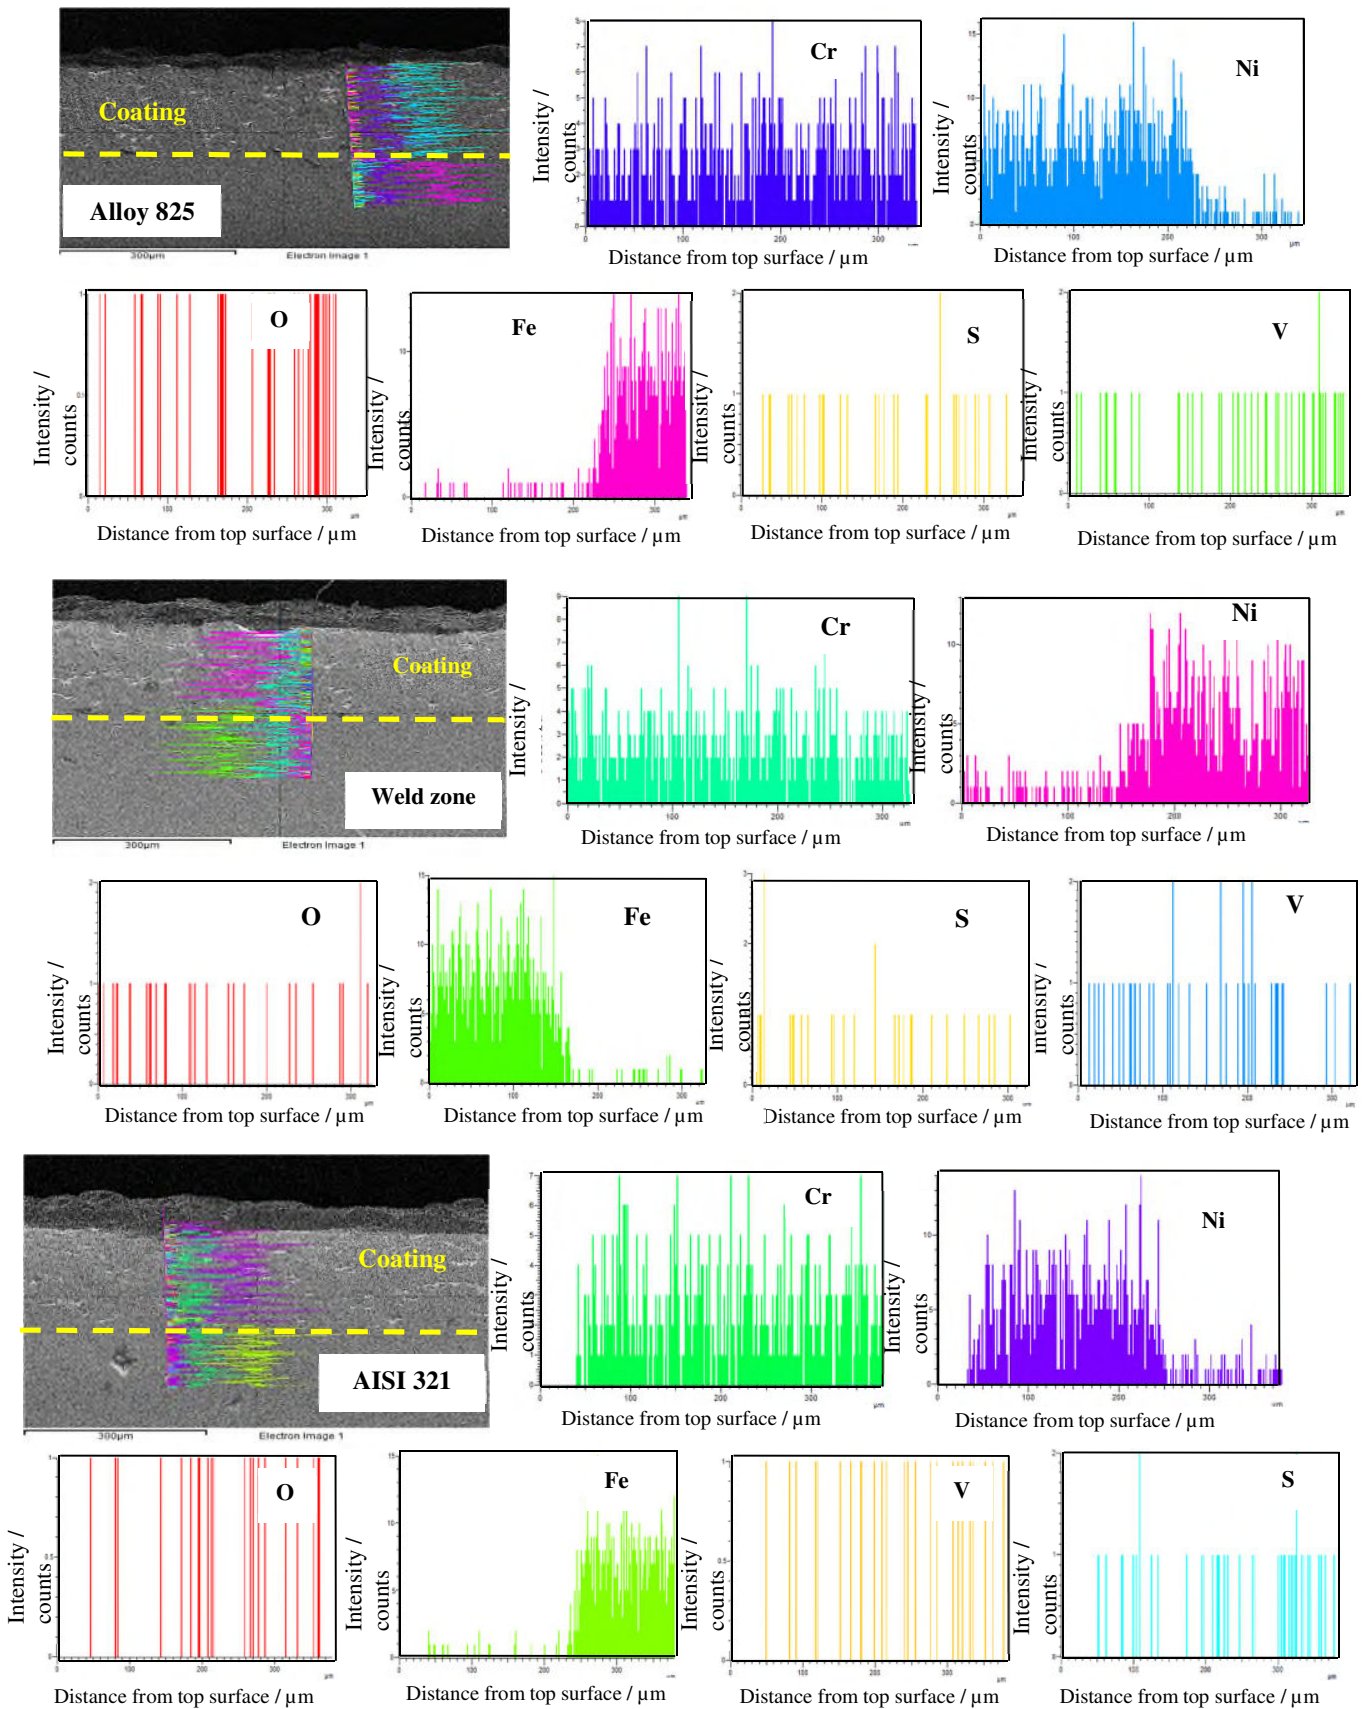 Coating
Alloy 825
300µm
Electron Image 1
Cr
Intensity /
counts
Distance from top surface / µm
Ni
Intensity /
counts
Distance from top surface / µm
O
Intensity /
counts
Distance from top surface / µm
Fe
Intensity /
counts
Distance from top surface / µm
S
Intensity /
counts
Distance from top surface / µm
V
Intensity /
counts
Distance from top surface / µm
Coating
Weld zone
300µm
Electron Image 1
Cr
Intensity /
Distance from top surface / µm
Ni
Intensity /
counts
Distance from top surface / µm
O
Intensity /
counts
Distance from top surface / µm
Fe
Intensity /
counts
Distance from top surface / µm
S
Intensity /
counts
Distance from top surface / µm
V
Intensity /
counts
Distance from top surface / µm
Coating
AISI 321
300µm
Electron Image 1
Cr
Intensity /
counts
Distance from top surface / µm
Ni
Intensity /
counts
Distance from top surface / µm
O
Intensity /
counts
Distance from top surface / µm
Fe
Intensity /
counts
Distance from top surface / µm
V
Intensity /
counts
Distance from top surface / µm
S
Intensity /
counts
Distance from top surface / µm